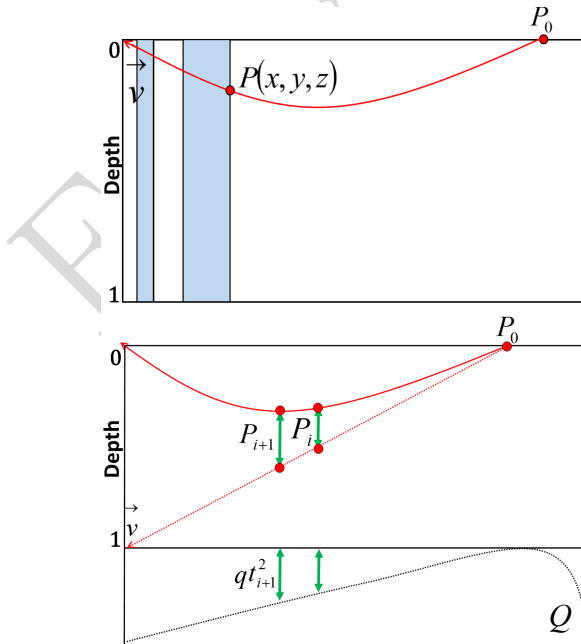 P₀
0
v⃗
P(x, y, z)
Depth
1
P₀
0
Pᵢ₊₁
Pᵢ
Depth
v⃗
1
qt²ᵢ₊₁
Q